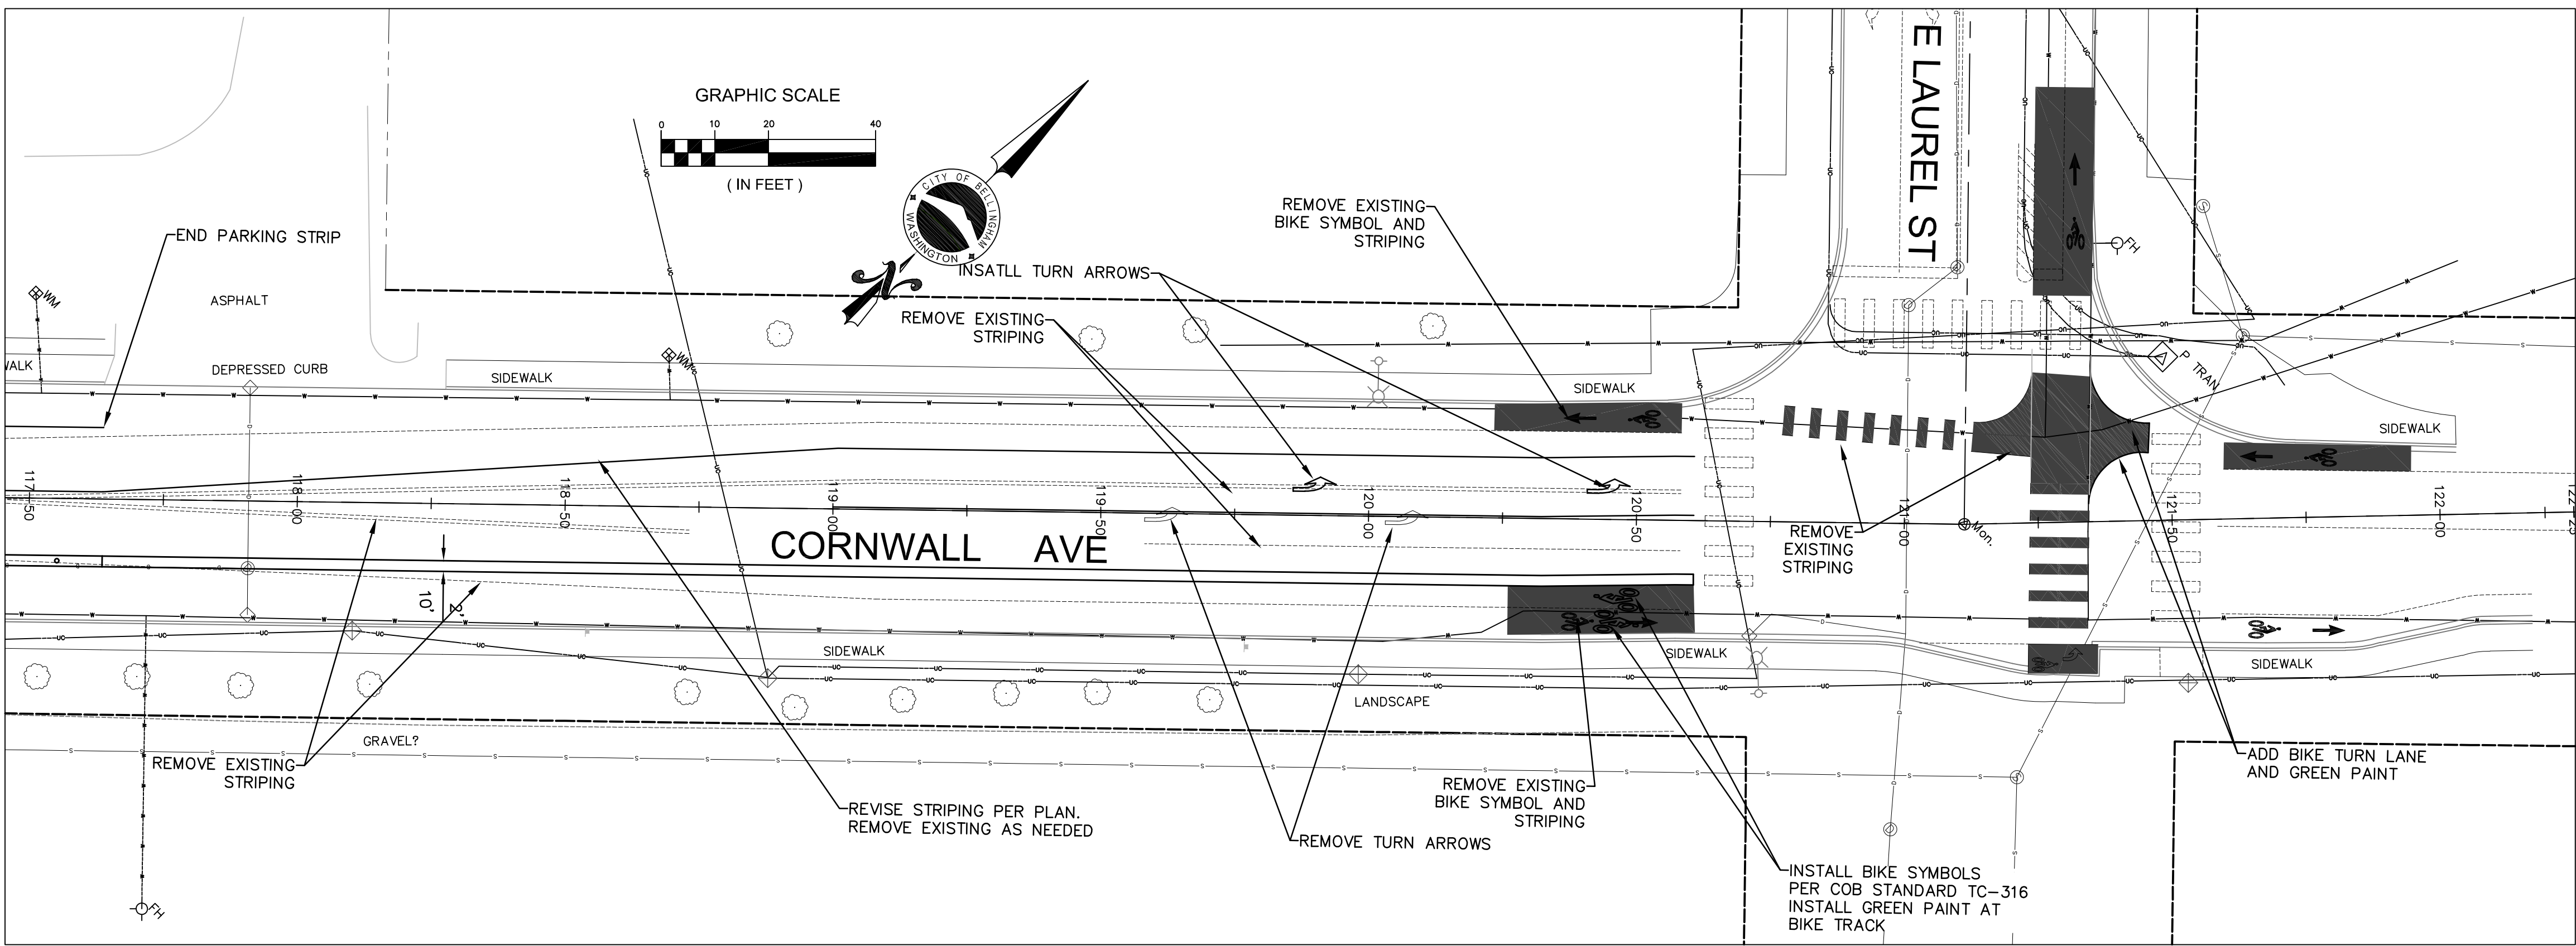 GRAPHIC SCALE
0 10 20 40
( IN FEET )
CITY OF BELLINGHAM
WASHINGTON
N
E LAUREL ST
REMOVE EXISTING
BIKE SYMBOL AND
STRIPING
END PARKING STRIP
INSATLL TURN ARROWS
ASPHALT
WM
REMOVE EXISTING
STRIPING
FH
WALK
DEPRESSED CURB
SIDEWALK
WM
SIDEWALK
P TRAN
SIDEWALK
117+50
118+00
118+50
119+00
119+50
120+00
120+50
121+00
121+50
122+00
CORNWALL AVE
REMOVE
EXISTING
STRIPING
Mon.
10'
2'
SIDEWALK
SIDEWALK
SIDEWALK
LANDSCAPE
GRAVEL?
REMOVE EXISTING
STRIPING
REVISE STRIPING PER PLAN.
REMOVE EXISTING AS NEEDED
REMOVE TURN ARROWS
REMOVE EXISTING
BIKE SYMBOL AND
STRIPING
ADD BIKE TURN LANE
AND GREEN PAINT
INSTALL BIKE SYMBOLS
PER COB STANDARD TC-316
INSTALL GREEN PAINT AT
BIKE TRACK
FH